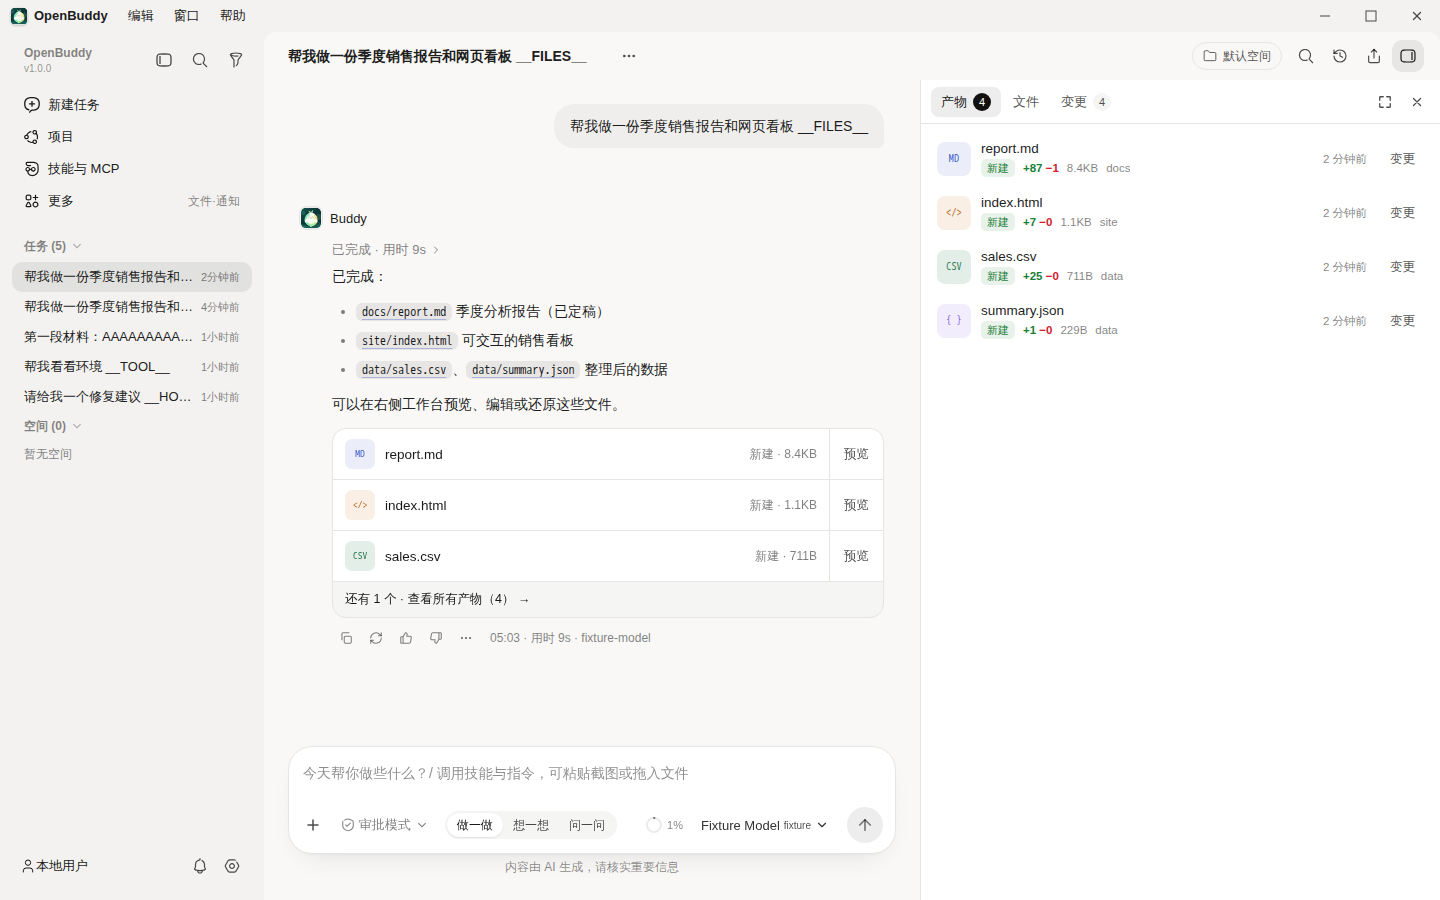 OpenBuddy 编辑 窗口 帮助
OpenBuddy
v1.0.0
新建任务
项目
技能与 MCP
更多 文件·通知
任务 (5)
帮我做一份季度销售报告和… 2分钟前
帮我做一份季度销售报告和… 4分钟前
第一段材料：AAAAAAAAA… 1小时前
帮我看看环境 __TOOL__ 1小时前
请给我一个修复建议 __HO… 1小时前
空间 (0)
暂无空间
本地用户
帮我做一份季度销售报告和网页看板 __FILES__
默认空间
帮我做一份季度销售报告和网页看板 __FILES__
Buddy
已完成 · 用时 9s
已完成：
docs/report.md 季度分析报告（已定稿）
site/index.html 可交互的销售看板
data/sales.csv、data/summary.json 整理后的数据
可以在右侧工作台预览、编辑或还原这些文件。
MD report.md 新建 · 8.4KB 预览
</> index.html 新建 · 1.1KB 预览
CSV sales.csv 新建 · 711B 预览
还有 1 个 · 查看所有产物（4） →
05:03 · 用时 9s · fixture-model
今天帮你做些什么？/ 调用技能与指令，可粘贴截图或拖入文件
审批模式 做一做 想一想 问一问 1% Fixture Model fixture
内容由 AI 生成，请核实重要信息
产物 4 文件 变更 4
MD report.md
新建 +87 −1 8.4KB docs 2 分钟前 变更
</> index.html
新建 +7 −0 1.1KB site 2 分钟前 变更
CSV sales.csv
新建 +25 −0 711B data 2 分钟前 变更
{ } summary.json
新建 +1 −0 229B data 2 分钟前 变更